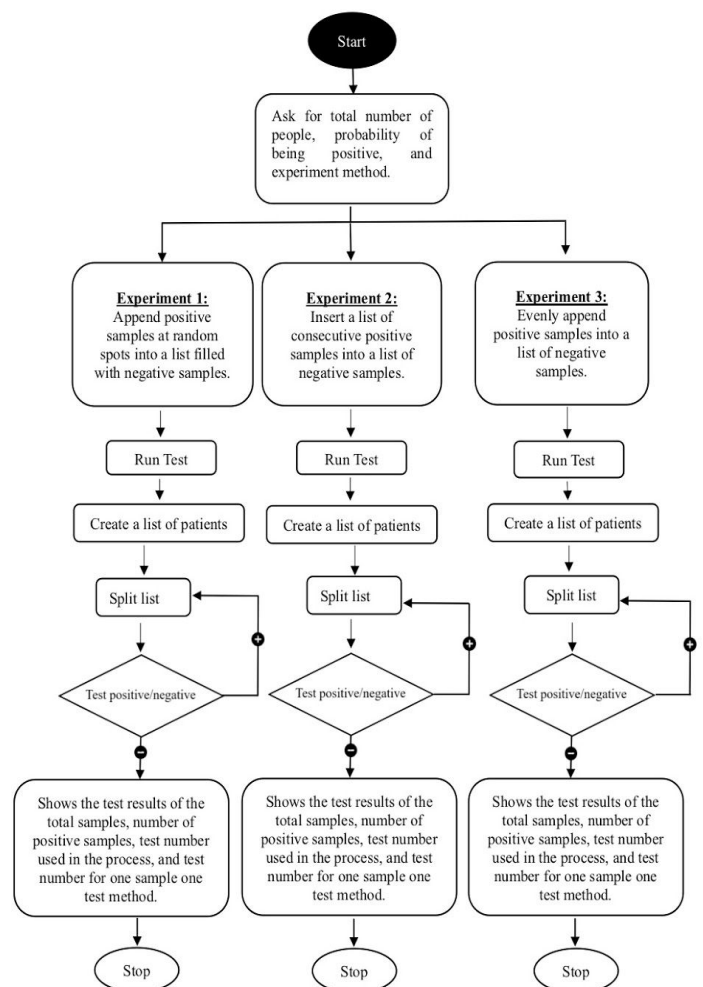 Start
Ask for total number of
people, probability of
being positive, and
experiment method.
Experiment 1:
Append positive
samples at random
spots into a list filled
with negative samples.
Experiment 2:
Insert a list of
consecutive positive
samples into a list of
negative samples.
Experiment 3:
Evenly append
positive samples into a
list of negative
samples.
Run Test
Run Test
Run Test
Create a list of patients
Create a list of patients
Create a list of patients
Split list
Split list
Split list
+
+
+
Test positive/negative
Test positive/negative
Test positive/negative
-
-
-
Shows the test results of the
total samples, number of
positive samples, test number
used in the process, and test
number for one sample one
test method.
Shows the test results of the
total samples, number of
positive samples, test number
used in the process, and test
number for one sample one
test method.
Shows the test results of the
total samples, number of
positive samples, test number
used in the process, and test
number for one sample one
test method.
Stop
Stop
Stop